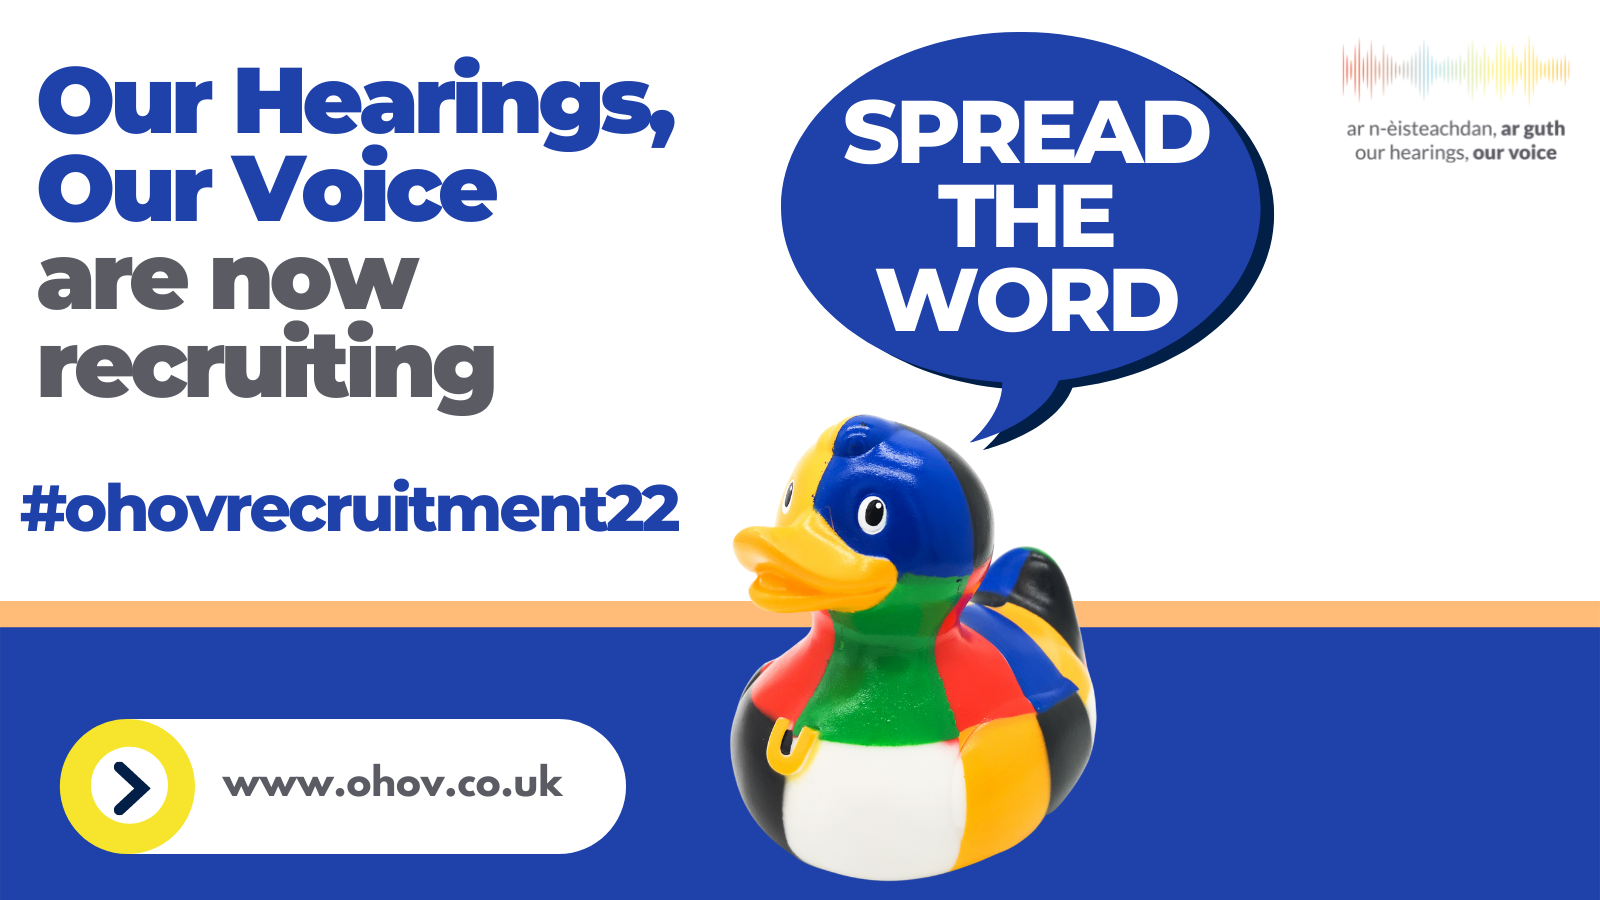 Our Hearings,
Our Voice
are now
recruiting
#ohovrecruitment22
SPREAD
THE
WORD
ar n-èisteachdan, ar guth
our hearings, our voice
www.ohov.co.uk